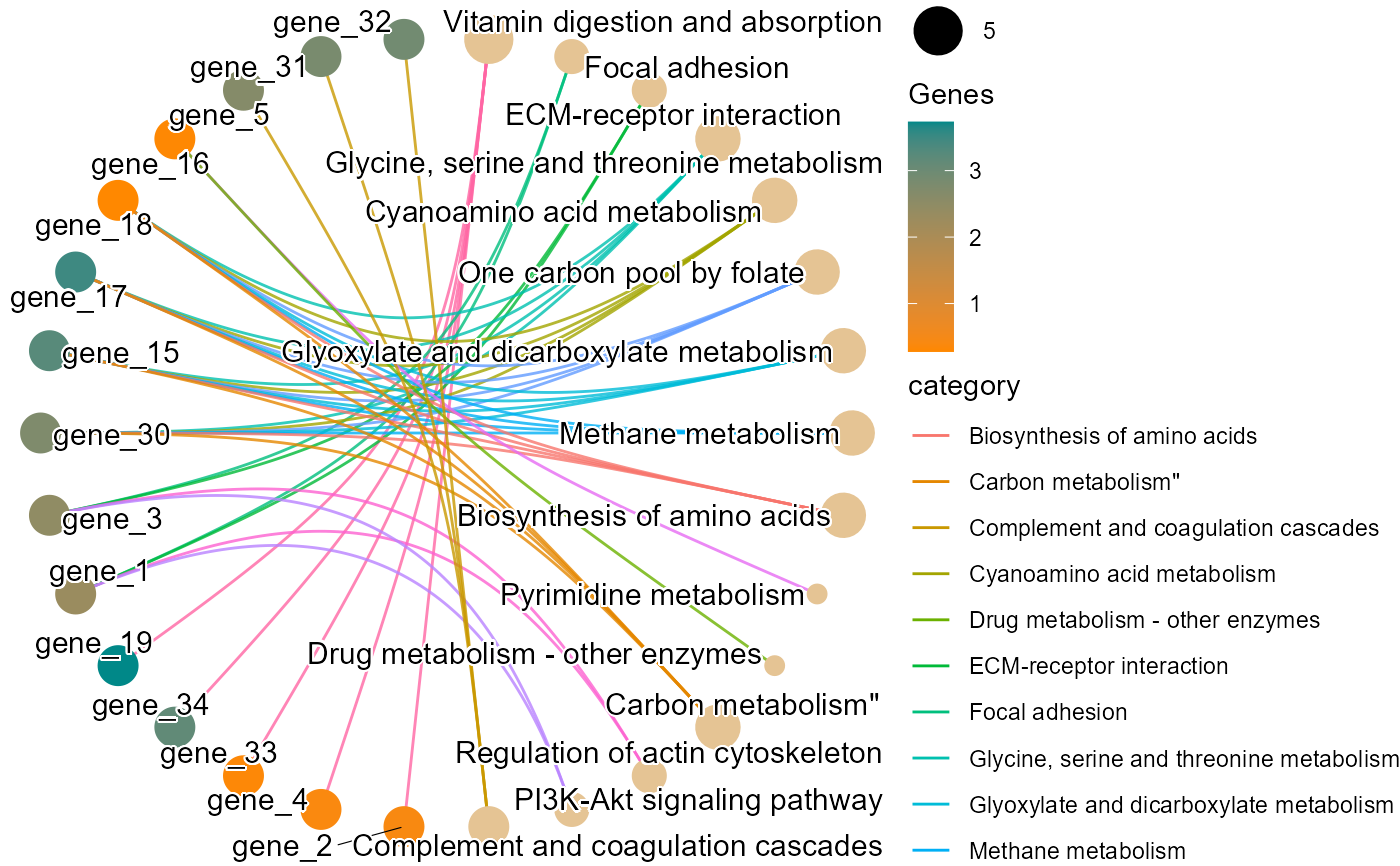 gene_32
Vitamin digestion and absorption
5
gene_31
Focal adhesion
Genes
gene_5
ECM-receptor interaction
gene_16
Glycine, serine and threonine metabolism
3
gene_18
Cyanoamino acid metabolism
2
gene_17
One carbon pool by folate
1
gene_15
Glyoxylate and dicarboxylate metabolism
category
gene_30
Methane metabolism
Biosynthesis of amino acids
Carbon metabolism"
gene_3
Biosynthesis of amino acids
Complement and coagulation cascades
gene_1
Pyrimidine metabolism
Cyanoamino acid metabolism
Drug metabolism - other enzymes
gene_19
Drug metabolism - other enzymes
ECM-receptor interaction
gene_34
Carbon metabolism"
Focal adhesion
gene_33
Regulation of actin cytoskeleton
Glycine, serine and threonine metabolism
gene_4
PI3K-Akt signaling pathway
Glyoxylate and dicarboxylate metabolism
gene_2
Complement and coagulation cascades
Methane metabolism